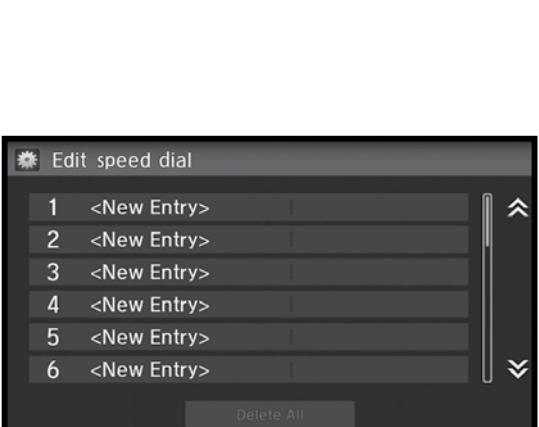 Edit speed dial
1 <New Entry>
2 <New Entry>
3 <New Entry>
4 <New Entry>
5 <New Entry>
6 <New Entry>
Delete All